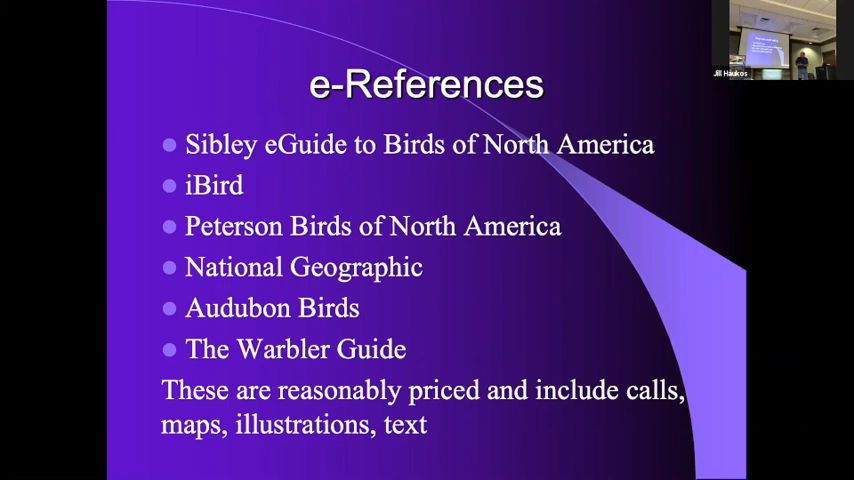 e-References
Sibley eGuide to Birds of North America
iBird
Peterson Birds of North America
National Geographic
Audubon Birds
The Warbler Guide
These are reasonably priced and include calls,
maps, illustrations, text
Jill Haukos